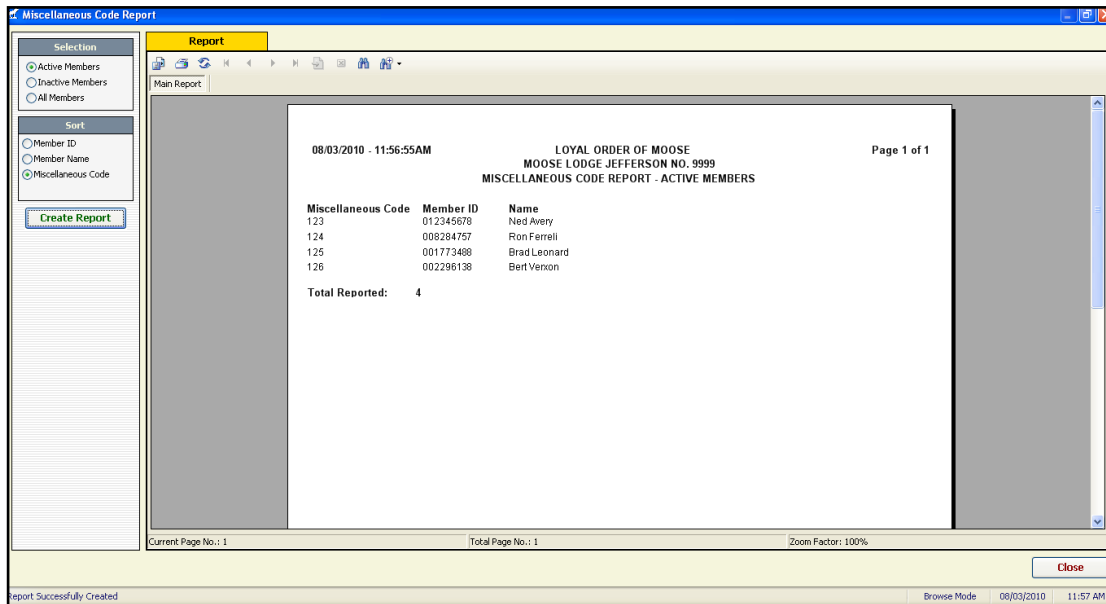 Miscellaneous Code Report
Selection
Active Members
Inactive Members
All Members
Sort
Member ID
Member Name
Miscellaneous Code
Create Report
Report
Main Report
08/03/2010 - 11:56:55AM LOYAL ORDER OF MOOSE Page 1 of 1
MOOSE LODGE JEFFERSON NO. 9999
MISCELLANEOUS CODE REPORT - ACTIVE MEMBERS
Miscellaneous Code Member ID Name
123 012345678 Ned Avery
124 008284757 Ron Ferreli
125 001773488 Brad Leonard
126 002296138 Bert Verxon
Total Reported: 4
Current Page No.: 1 Total Page No.: 1 Zoom Factor: 100%
Close
Report Successfully Created Browse Mode 08/03/2010 11:57 AM